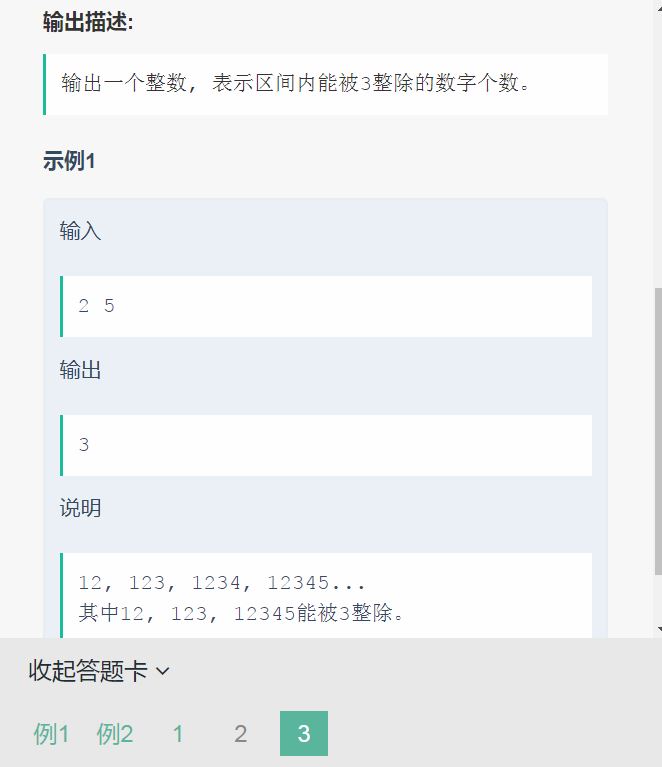 输出描述:
输出一个整数, 表示区间内能被3整除的数字个数。
示例1
输入
2 5
输出
3
说明
12, 123, 1234, 12345...
其中12, 123, 12345能被3整除。
收起答题卡
例1 例2 1 2 3